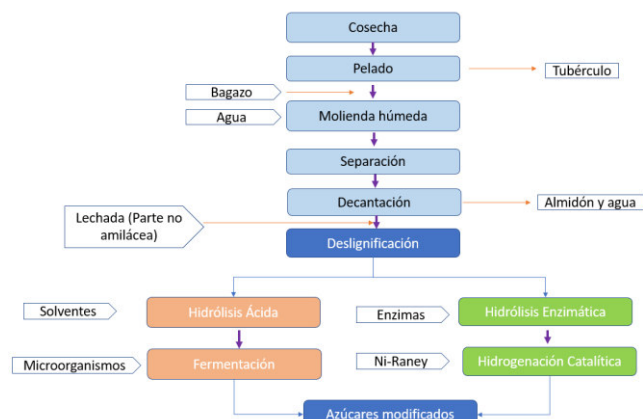 Cosecha
Pelado
Tubérculo
Bagazo
Agua
Molienda húmeda
Separación
Decantación
Almidón y agua
Lechada (Parte no
amilácea)
Deslignificación
Solventes
Hidrólisis Ácida
Enzimas
Hidrólisis Enzimática
Microorganismos
Fermentación
Ni-Raney
Hidrogenación Catalítica
Azúcares modificados